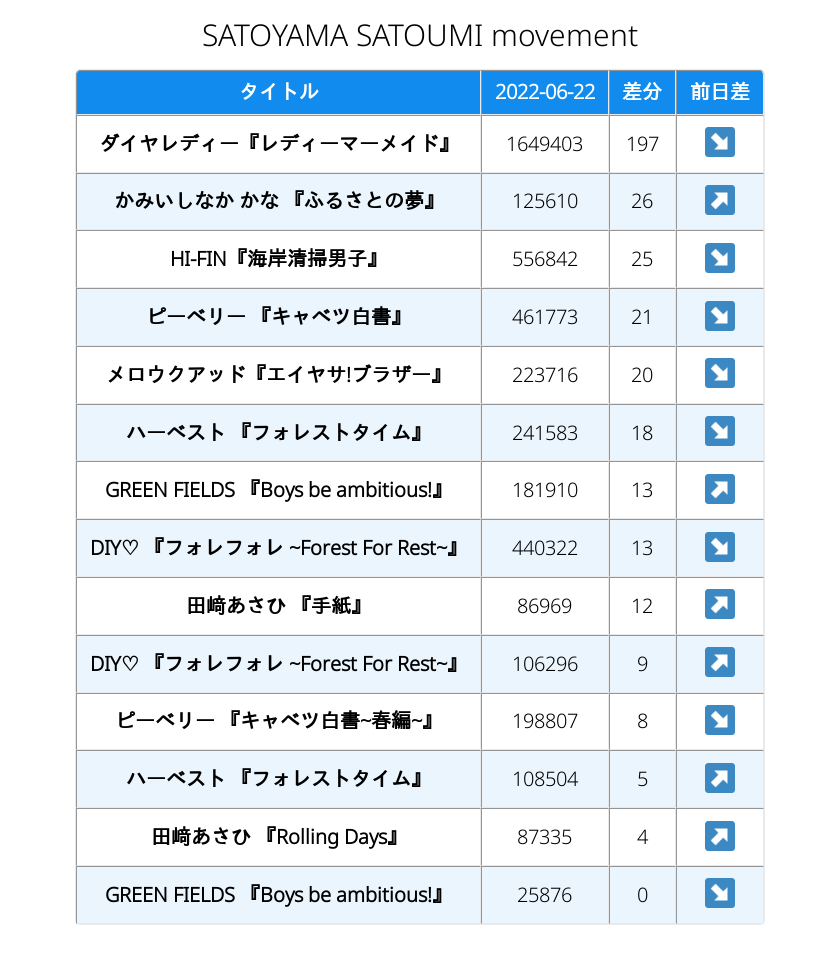 SATOYAMA SATOUMI movement
タイトル 2022-06-22 差分 前日差
ダイヤレディー『レディーマーメイド』 1649403 197 ↘
かみいしなか かな 『ふるさとの夢』 125610 26 ↗
HI-FIN『海岸清掃男子』 556842 25 ↘
ピーベリー 『キャベツ白書』 461773 21 ↘
メロウクアッド『エイヤサ!ブラザー』 223716 20 ↘
ハーベスト 『フォレストタイム』 241583 18 ↘
GREEN FIELDS 『Boys be ambitious!』 181910 13 ↗
DIY♡ 『フォレフォレ ~Forest For Rest~』 440322 13 ↘
田﨑あさひ 『手紙』 86969 12 ↗
DIY♡ 『フォレフォレ ~Forest For Rest~』 106296 9 ↗
ピーベリー 『キャベツ白書~春編~』 198807 8 ↘
ハーベスト 『フォレストタイム』 108504 5 ↗
田﨑あさひ 『Rolling Days』 87335 4 ↗
GREEN FIELDS 『Boys be ambitious!』 25876 0 ↘